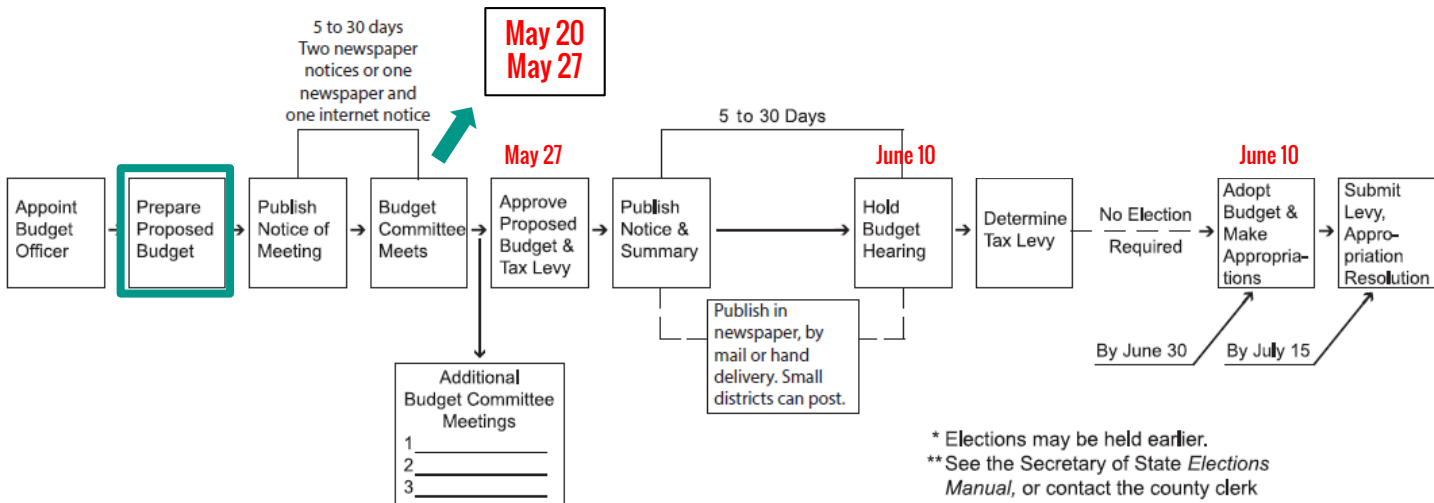 5 to 30 days
Two newspaper
notices or one
newspaper and
one internet notice
May 20
May 27
5 to 30 Days
May 27
June 10
June 10
Appoint
Budget
Officer
Prepare
Proposed
Budget
Publish
Notice of
Meeting
Budget
Committee
Meets
Approve
Proposed
Budget &
Tax Levy
Publish
Notice &
Summary
Hold
Budget
Hearing
Determine
Tax Levy
No Election
Required
Adopt
Budget &
Make
Appropria-
tions
Submit
Levy,
Appro-
priation
Resolution
Publish in
newspaper, by
mail or hand
delivery. Small
districts can post.
By June 30
By July 15
Additional
Budget Committee
Meetings
1
2
3
* Elections may be held earlier.
** See the Secretary of State Elections
Manual, or contact the county clerk